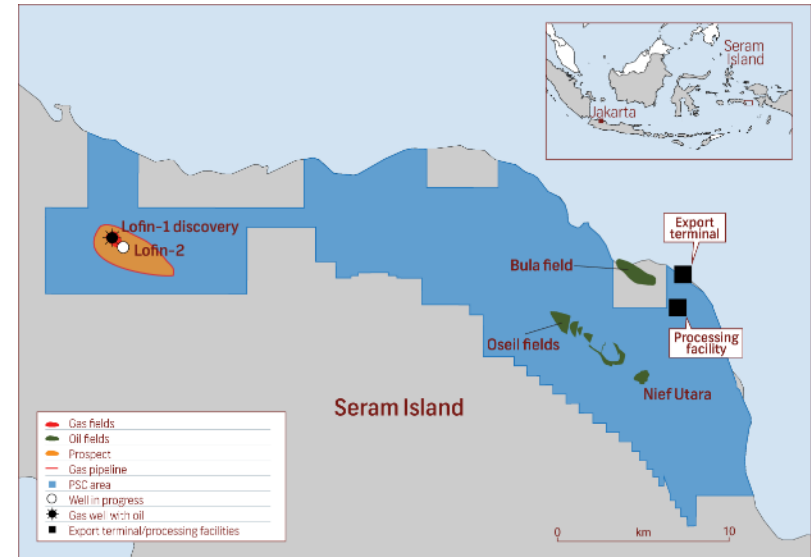 Seram
Island
Jakarta
Lofin-1 discovery
Lofin-2
Export
terminal
Bula field
Processing
facility
Oseil fields
Nief Utara
Seram Island
Gas fields
Oil fields
Prospect
Gas pipeline
PSC area
Well in progress
Gas well with oil
Export terminal/processing facilities
0 km 10